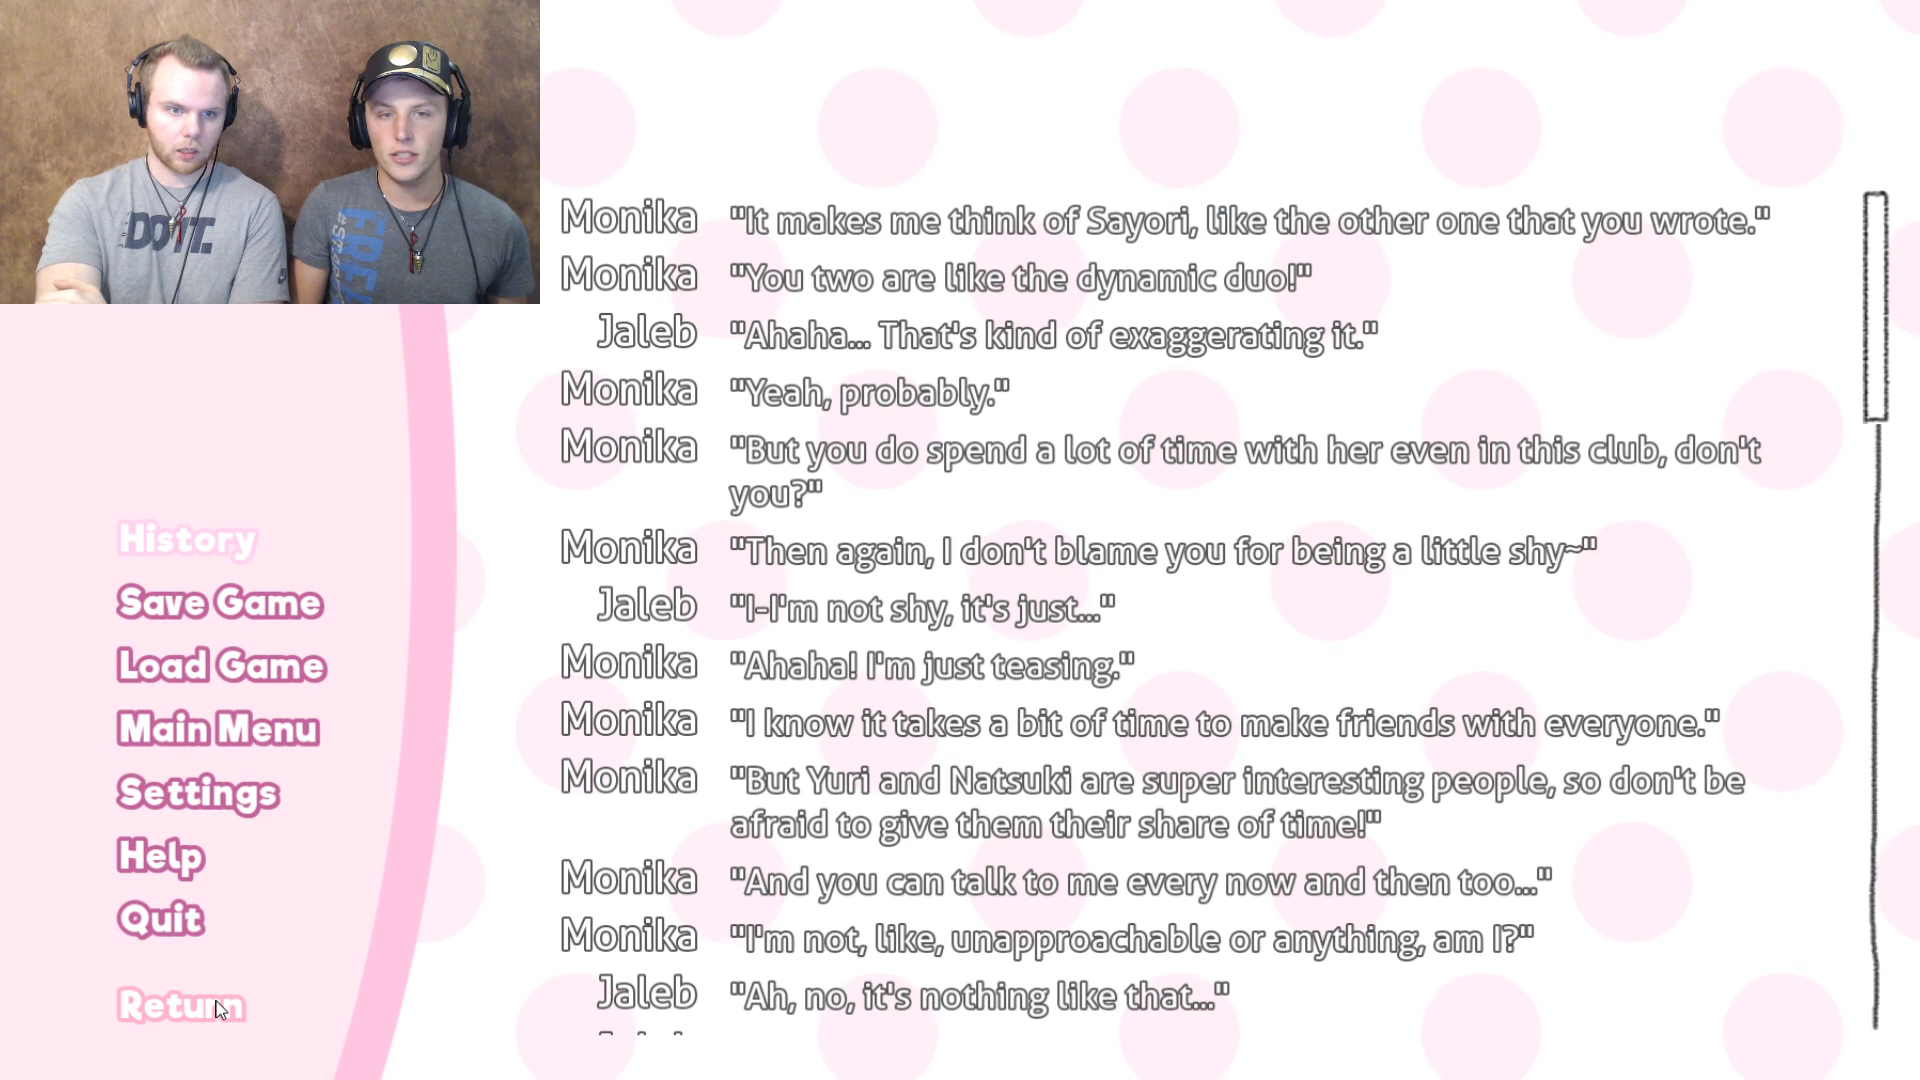 DO IT.
FREE
Monika "It makes me think of Sayori, like the other one that you wrote."
Monika "You two are like the dynamic duo!"
Jaleb "Ahaha... That's kind of exaggerating it."
Monika "Yeah, probably."
Monika "But you do spend a lot of time with her even in this club, don't
you?"
Monika "Then again, I don't blame you for being a little shy~"
Jaleb "I-I'm not shy, it's just..."
Monika "Ahaha! I'm just teasing."
Monika "I know it takes a bit of time to make friends with everyone."
Monika "But Yuri and Natsuki are super interesting people, so don't be
afraid to give them their share of time!"
Monika "And you can talk to me every now and then too..."
Monika "I'm not, like, unapproachable or anything, am I?"
Jaleb "Ah, no, it's nothing like that..."
History
Save Game
Load Game
Main Menu
Settings
Help
Quit
Return